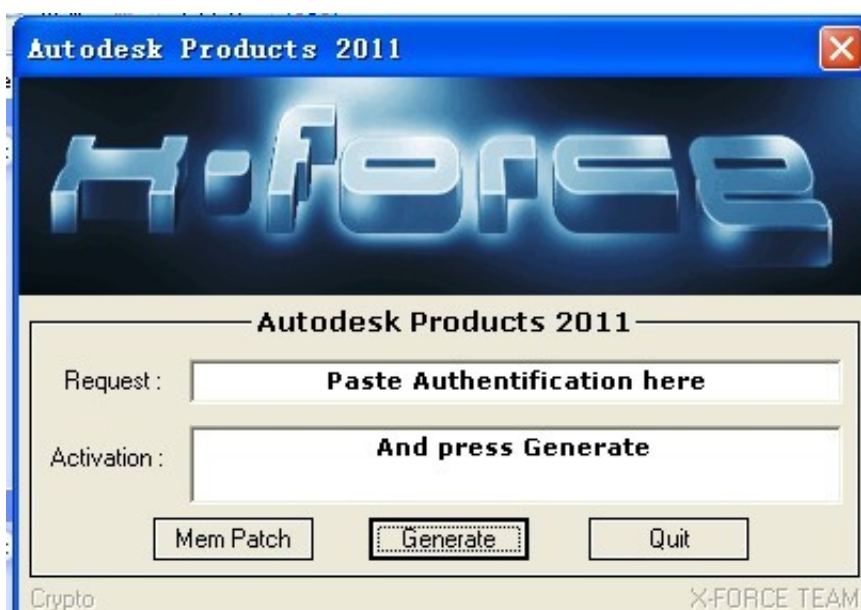 Autodesk Products 2011
x-force
Autodesk Products 2011
Request :
Paste Authentification here
Activation :
And press Generate
Mem Patch
Generate
Quit
Crypto
X-FORCE TEAM